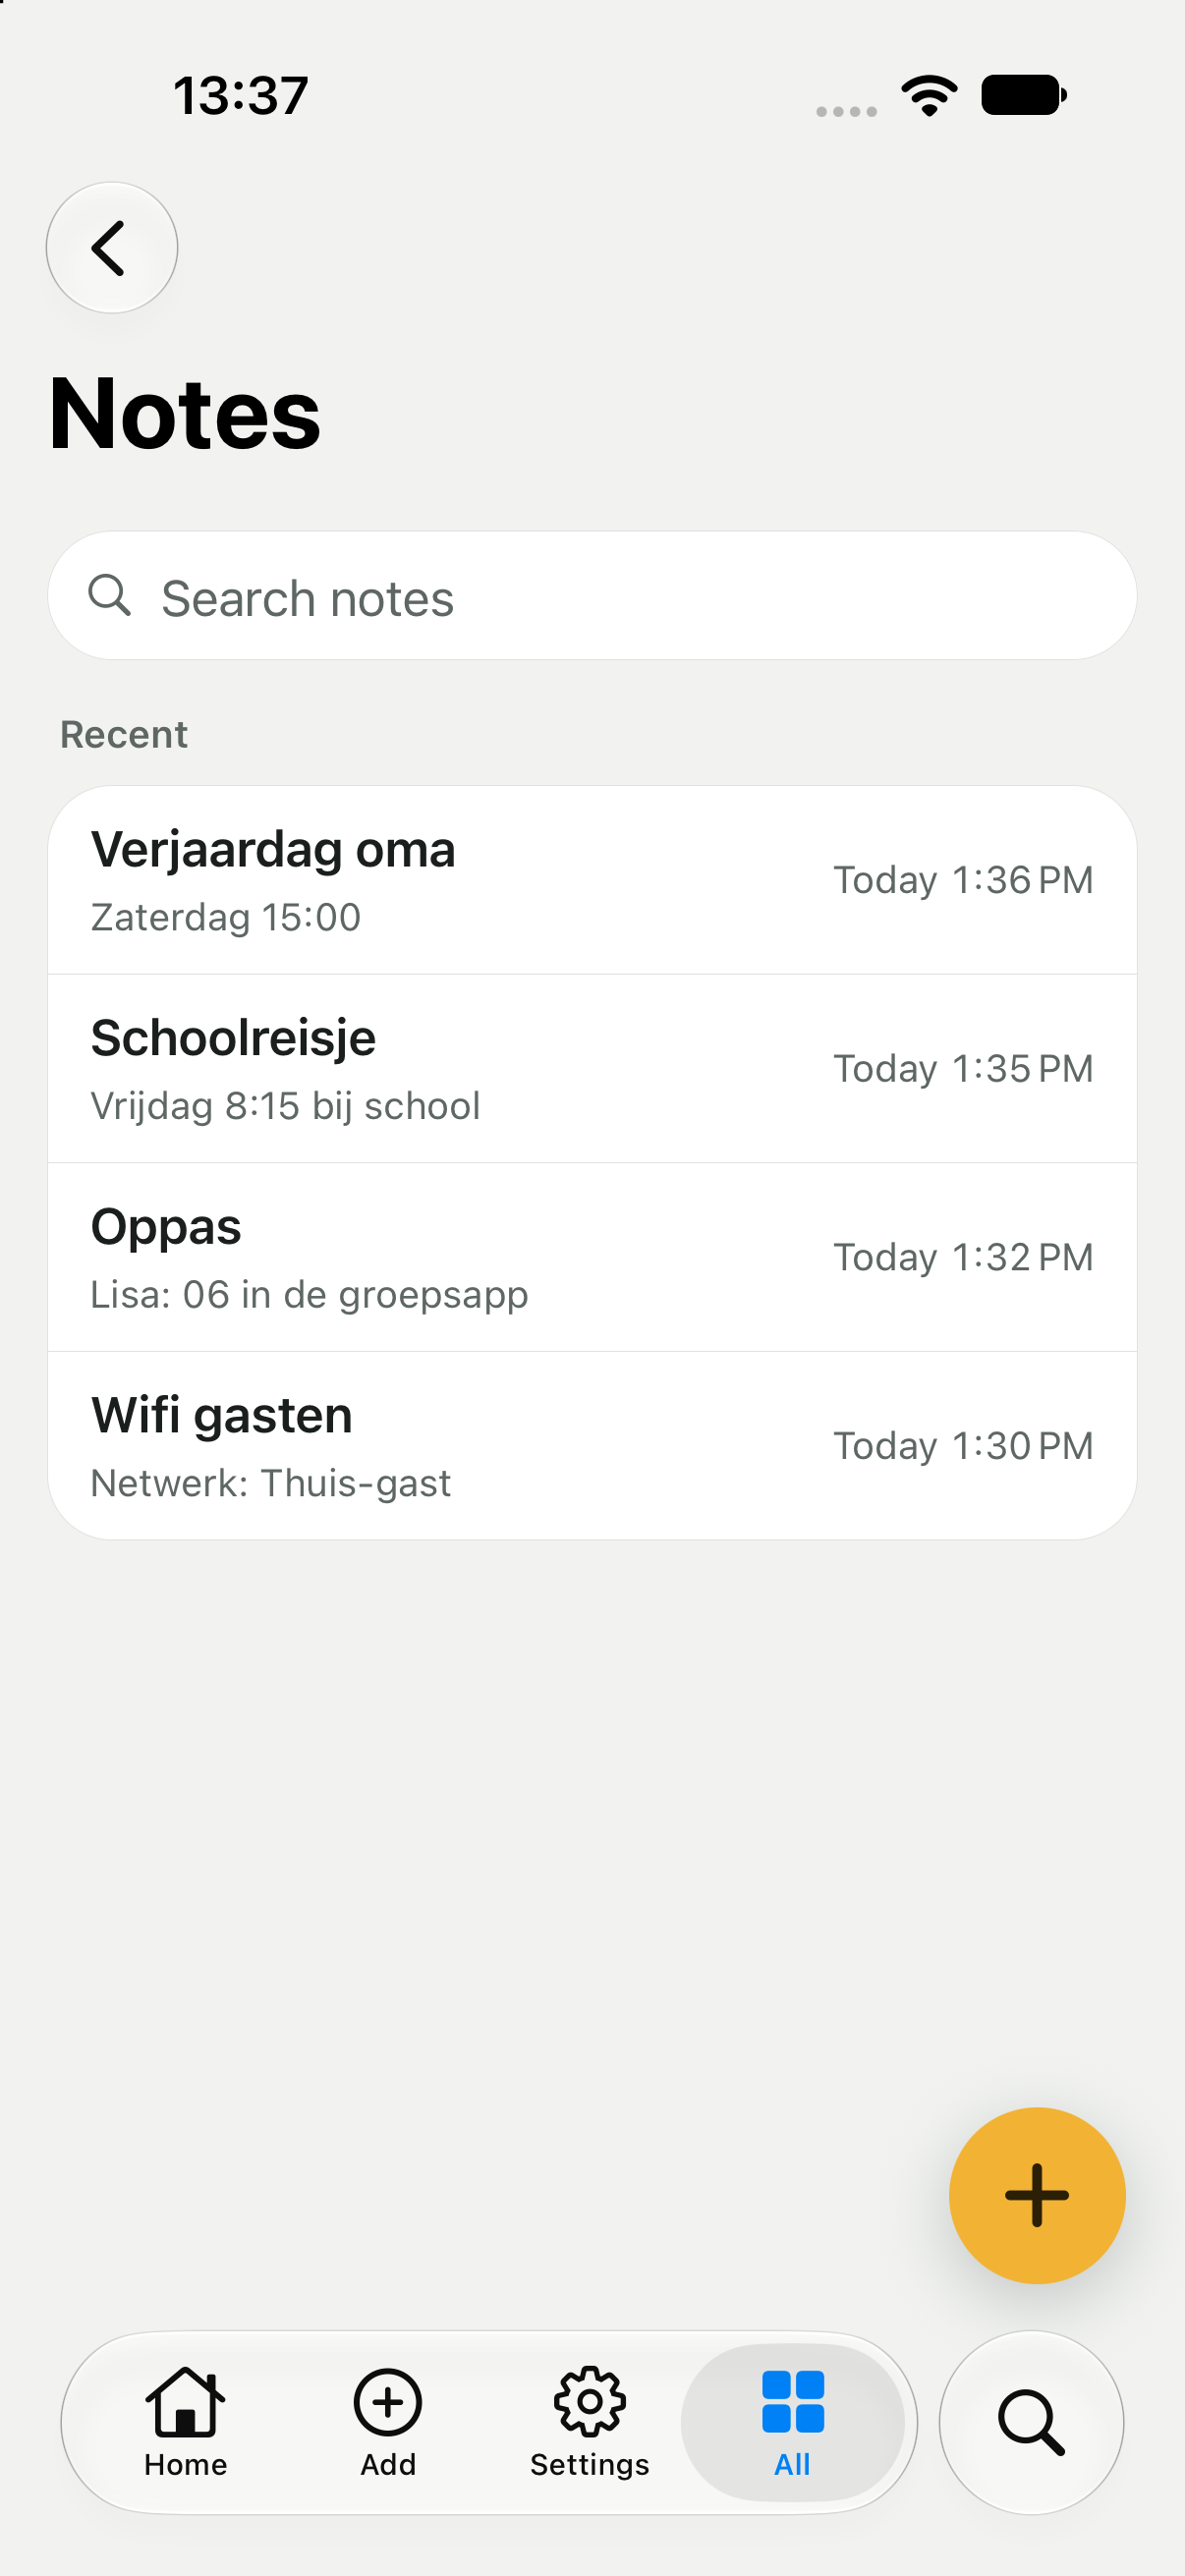 13:37
Notes
Search notes
Recent
Verjaardag oma
Zaterdag 15:00
Today 1:36 PM
Schoolreisje
Vrijdag 8:15 bij school
Today 1:35 PM
Oppas
Lisa: 06 in de groepsapp
Today 1:32 PM
Wifi gasten
Netwerk: Thuis-gast
Today 1:30 PM
Home
Add
Settings
All